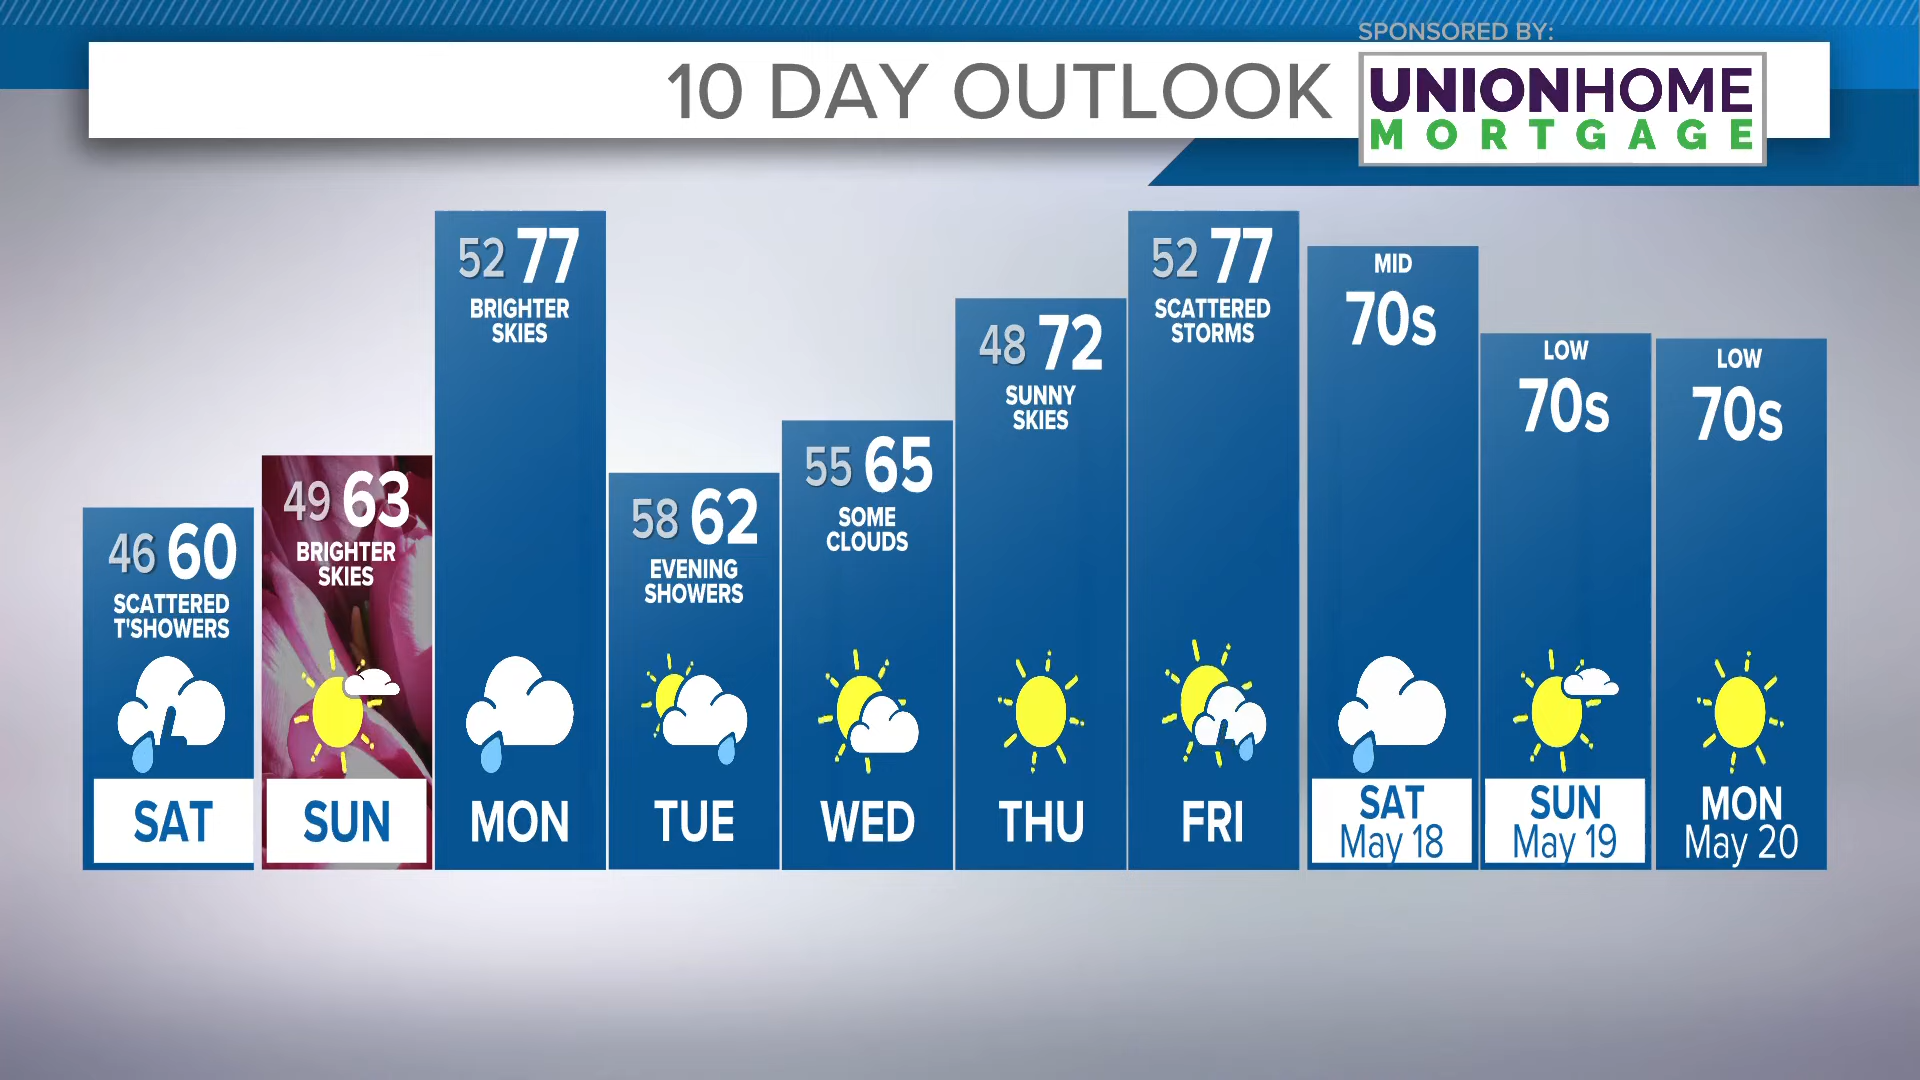 SPONSORED BY:
10 DAY OUTLOOK
UNIONHOME
MORTGAGE
46 60
SCATTERED
T'SHOWERS
SAT
49 63
BRIGHTER
SKIES
SUN
52 77
BRIGHTER
SKIES
MON
58 62
EVENING
SHOWERS
TUE
55 65
SOME
CLOUDS
WED
48 72
SUNNY
SKIES
THU
52 77
SCATTERED
STORMS
FRI
MID
70s
SAT
May 18
LOW
70s
SUN
May 19
LOW
70s
MON
May 20